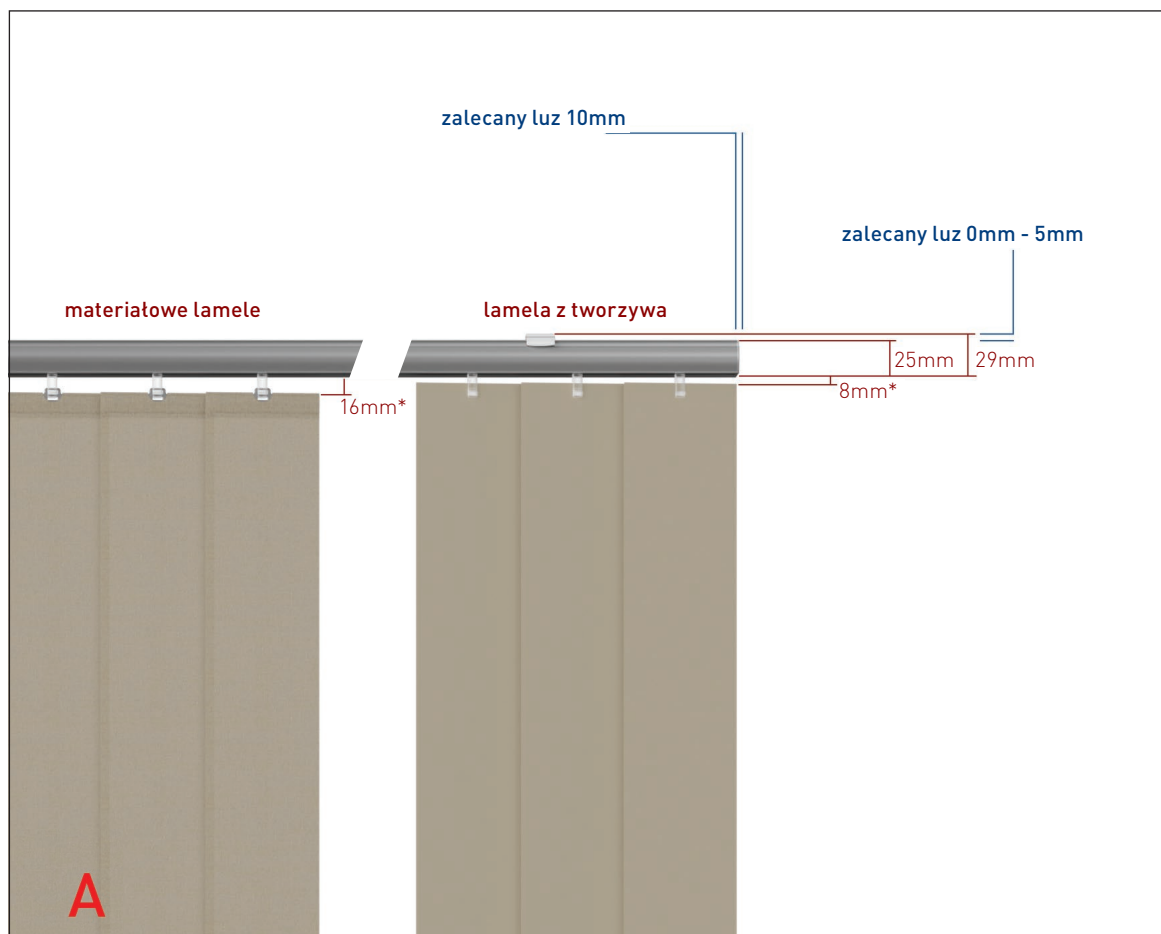 zalecany luz 10mm
zalecany luz 0mm - 5mm
materiałowe lamele
lamela z tworzywa
25mm
29mm
8mm*
16mm*
A